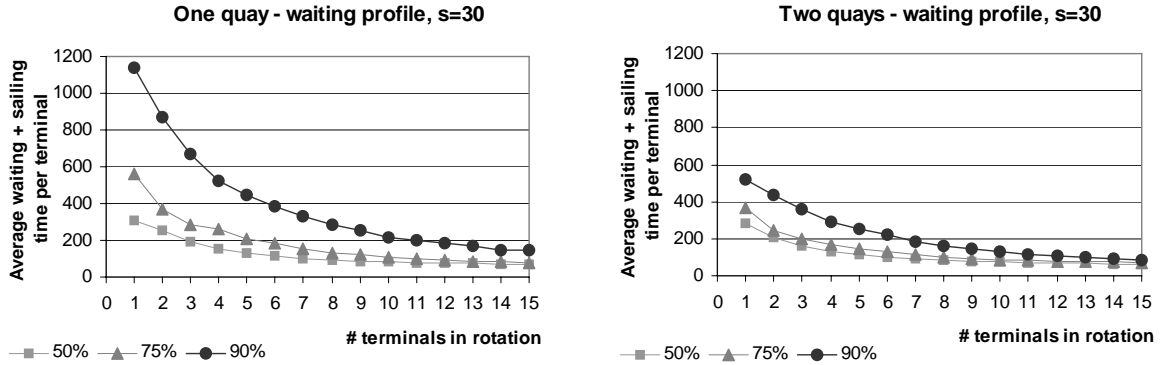 One quay - waiting profile, s=30
Average waiting + sailing
time per terminal
1200
1000
800
600
400
200
0
0 1 2 3 4 5 6 7 8 9 10 11 12 13 14 15
# terminals in rotation
50% 75% 90%
Two quays - waiting profile, s=30
Average waiting + sailing
time per terminal
1200
1000
800
600
400
200
0
0 1 2 3 4 5 6 7 8 9 10 11 12 13 14 15
# terminals in rotation
50% 75% 90%